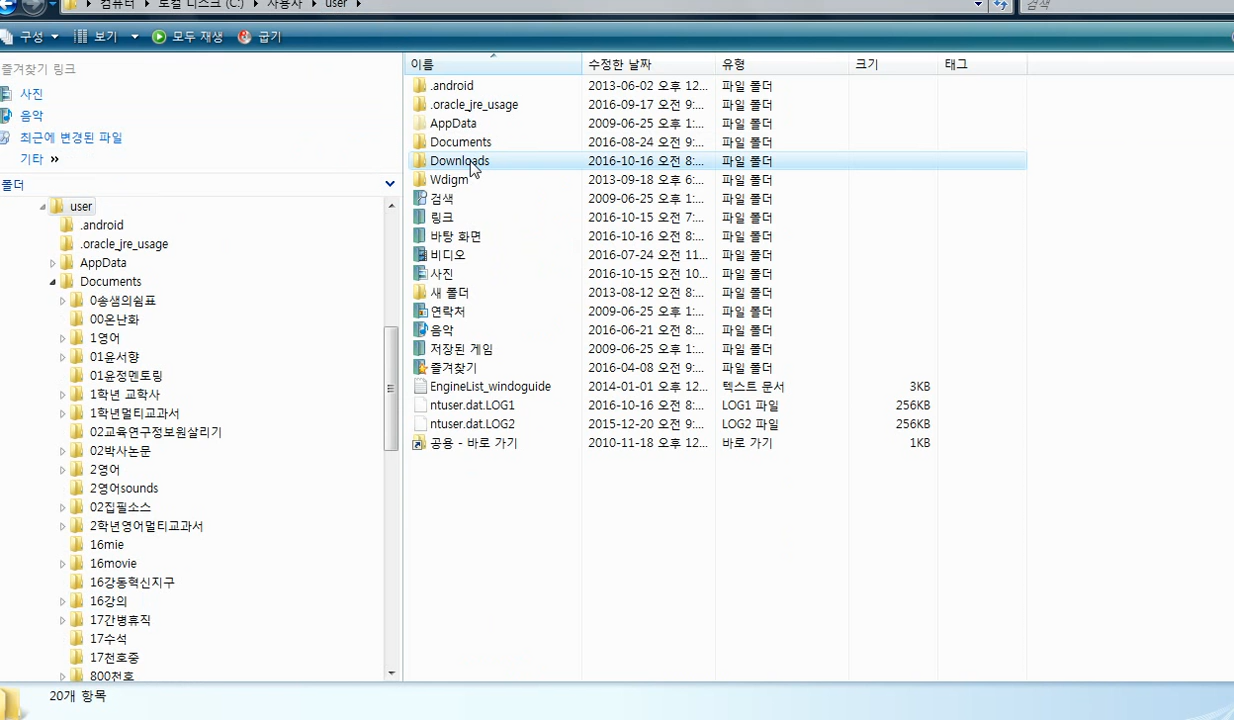 컴퓨터 ▸ 로컬 디스크 (C:) ▸ 사용자 ▸ user ▸ 검색
구성 보기 모두 재생 굽기
즐겨찾기 링크
사진
음악
최근에 변경된 파일
기타 »
폴더
user
.android
.oracle_jre_usage
AppData
Documents
0송샘의쉼표
00온난화
1영어
01윤서향
01윤정멘토링
1학년 교학사
1학년멀티교과서
02교육연구정보원살리기
02박사논문
2영어
2영어sounds
02집필소스
2학년영어멀티교과서
16mie
16movie
16강동혁신지구
16강의
17간병휴직
17수석
17천호중
800천호
이름 수정한 날짜 유형 크기 태그
.android 2013-06-02 오후 12... 파일 폴더
.oracle_jre_usage 2016-09-17 오전 9:... 파일 폴더
AppData 2009-06-25 오후 1:... 파일 폴더
Documents 2016-08-24 오전 9:... 파일 폴더
Downloads 2016-10-16 오전 8:... 파일 폴더
Wdigm 2013-09-18 오후 6:... 파일 폴더
검색 2009-06-25 오후 1:... 파일 폴더
링크 2016-10-15 오전 7:... 파일 폴더
바탕 화면 2016-10-16 오전 8:... 파일 폴더
비디오 2016-07-24 오전 11... 파일 폴더
사진 2016-10-15 오전 10... 파일 폴더
새 폴더 2013-08-12 오전 8:... 파일 폴더
연락처 2009-06-25 오후 1:... 파일 폴더
음악 2016-06-21 오전 8:... 파일 폴더
저장된 게임 2009-06-25 오후 1:... 파일 폴더
즐겨찾기 2016-04-08 오전 9:... 파일 폴더
EngineList_windoguide 2014-01-01 오후 12... 텍스트 문서 3KB
ntuser.dat.LOG1 2016-10-16 오전 8:... LOG1 파일 256KB
ntuser.dat.LOG2 2015-12-20 오전 9:... LOG2 파일 256KB
공용 - 바로 가기 2010-11-18 오후 12... 바로 가기 1KB
20개 항목